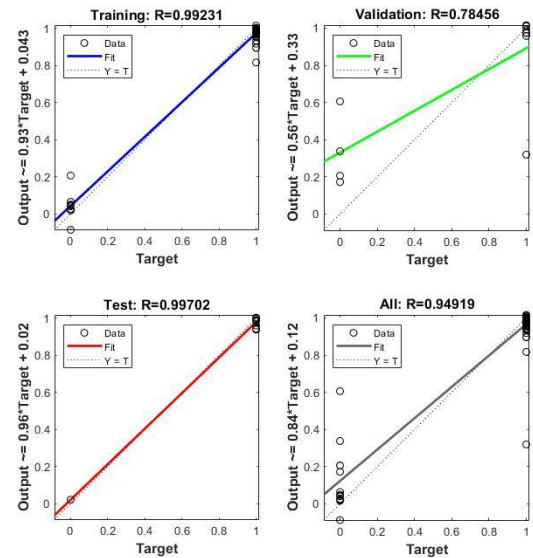 Training: R=0.99231
Output ~= 0.93*Target + 0.043
1
0.8
0.6
0.4
0.2
0
Data
Fit
Y = T
0 0.2 0.4 0.6 0.8 1
Target
Validation: R=0.78456
Output ~= 0.56*Target + 0.33
1
0.8
0.6
0.4
0.2
0
Data
Fit
Y = T
0 0.2 0.4 0.6 0.8 1
Target
Test: R=0.99702
Output ~= 0.96*Target + 0.02
1
0.8
0.6
0.4
0.2
0
Data
Fit
Y = T
0 0.2 0.4 0.6 0.8 1
Target
All: R=0.94919
Output ~= 0.84*Target + 0.12
1
0.8
0.6
0.4
0.2
0
Data
Fit
Y = T
0 0.2 0.4 0.6 0.8 1
Target